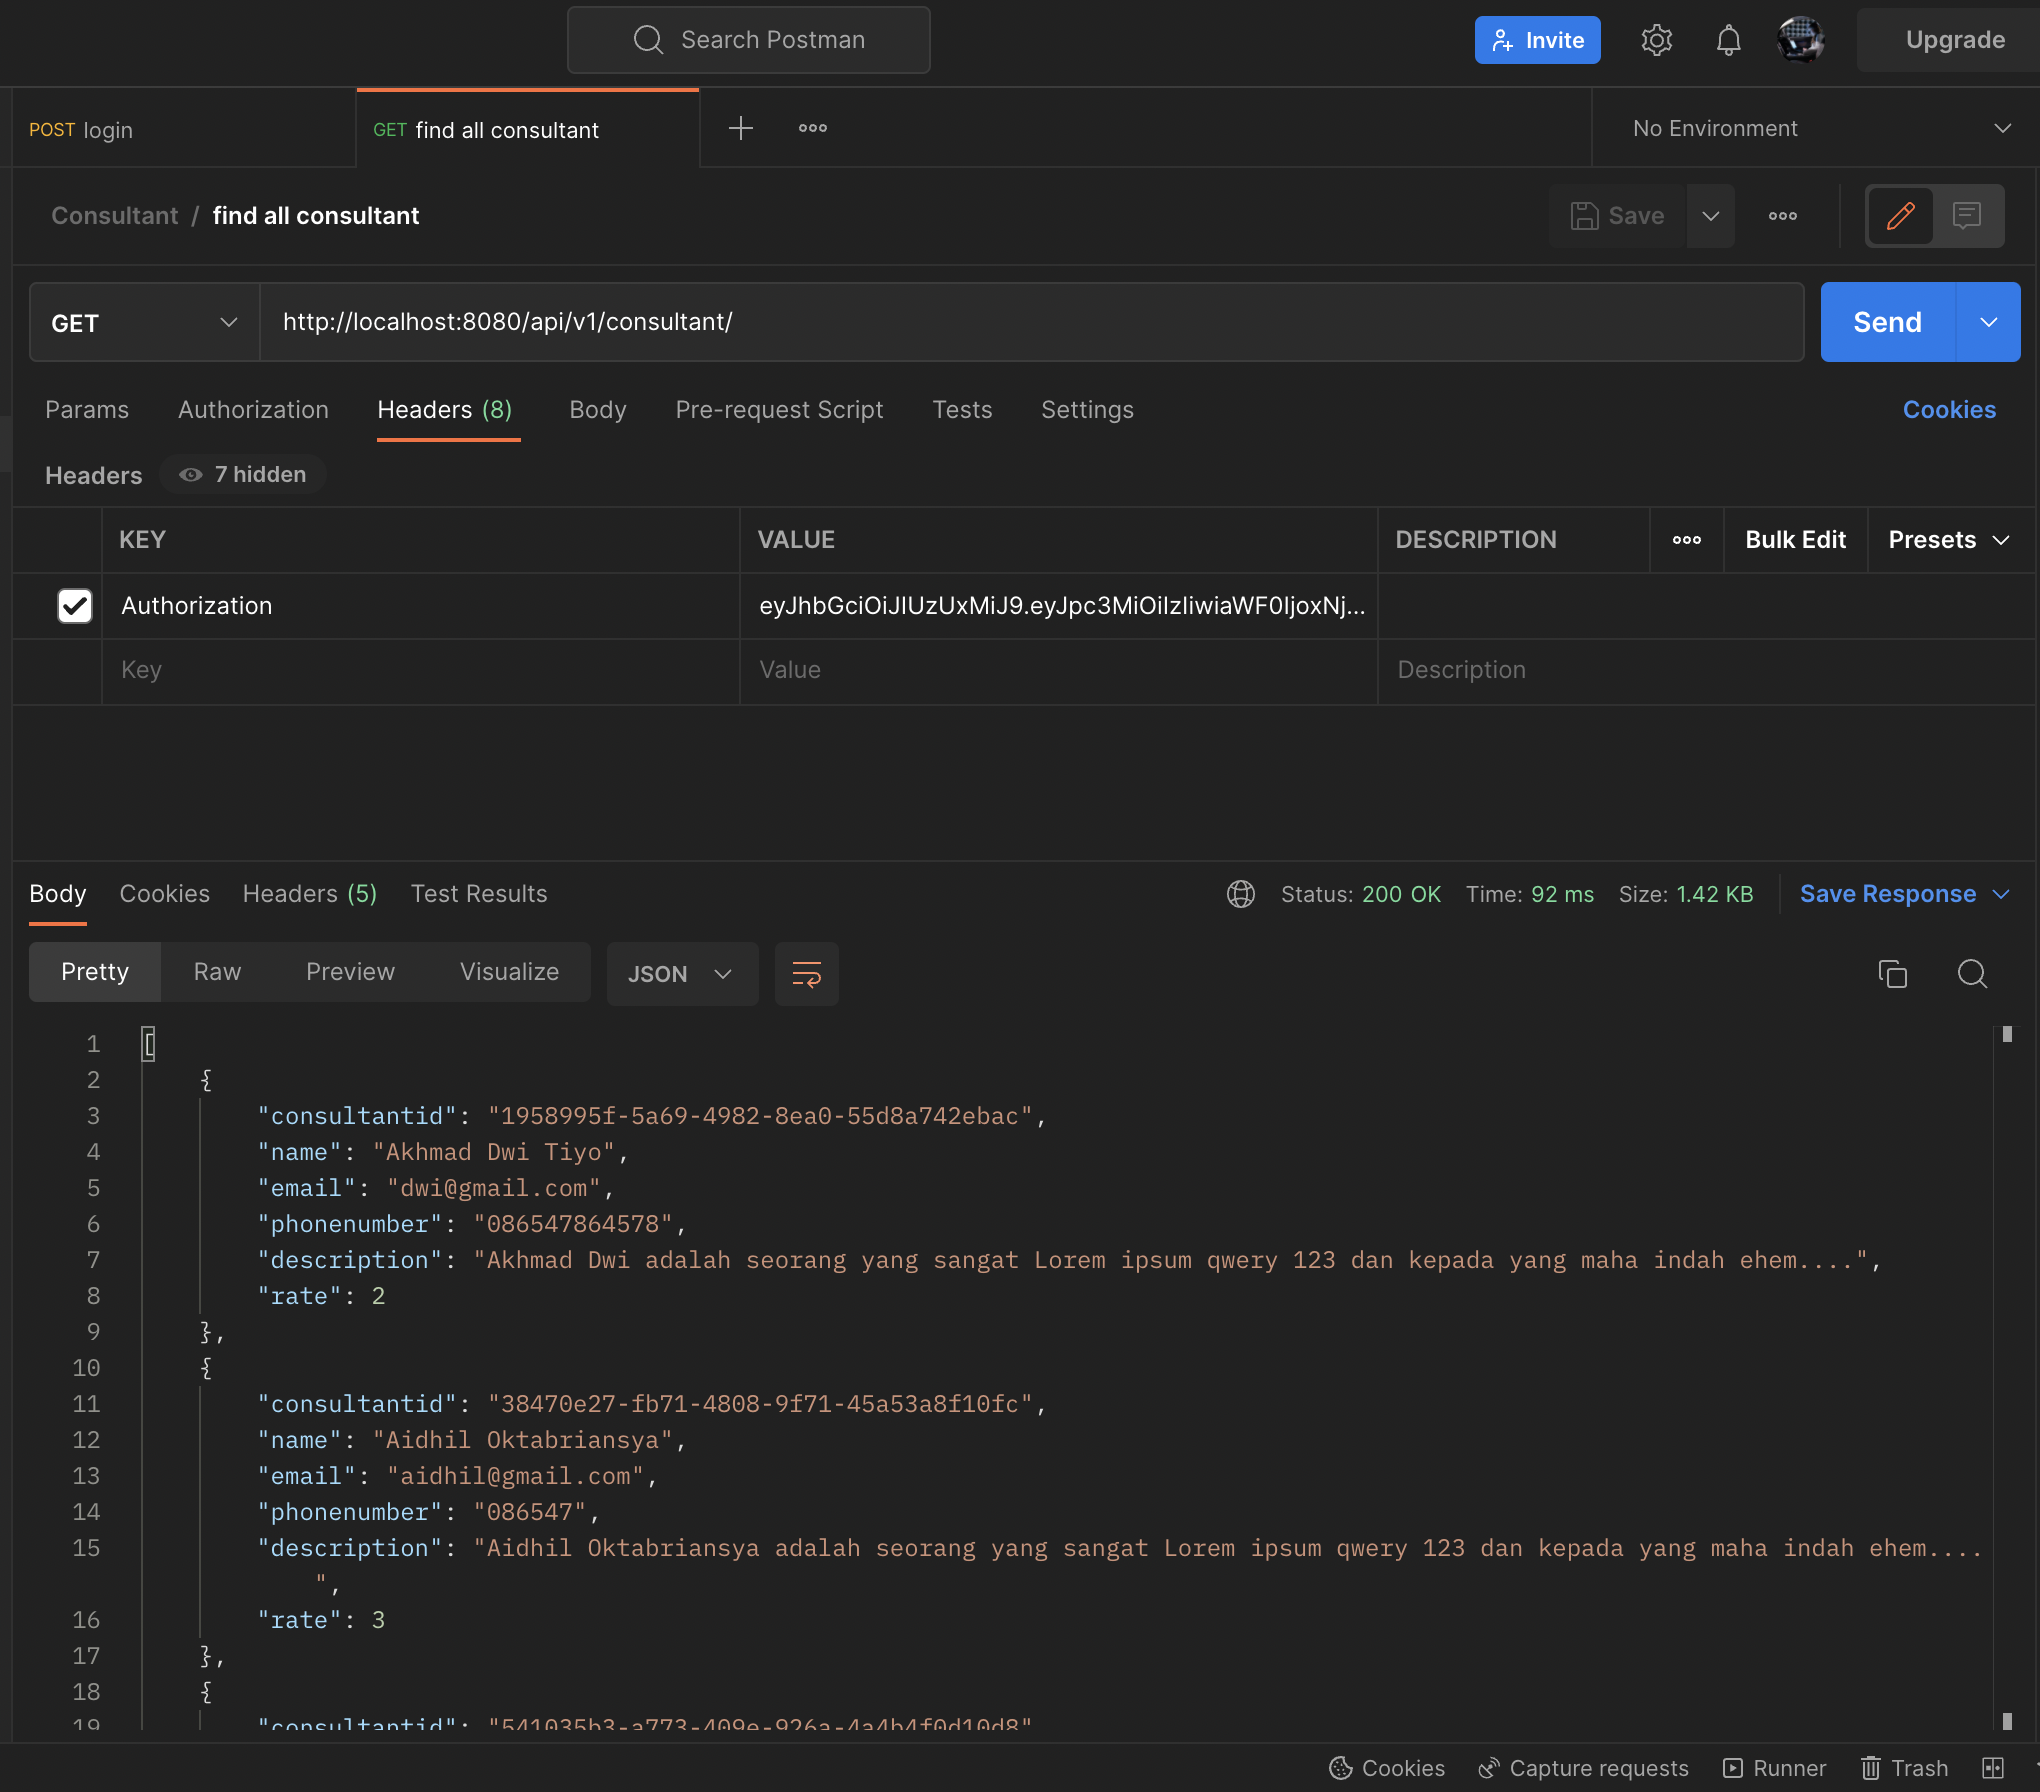 Search Postman
Invite
Upgrade
POST login
GET find all consultant
No Environment
Consultant / find all consultant
Save
GET
http://localhost:8080/api/v1/consultant/
Send
Params Authorization Headers (8) Body Pre-request Script Tests Settings Cookies
Headers 7 hidden
KEY VALUE DESCRIPTION Bulk Edit Presets
Authorization eyJhbGciOiJIUzUxMiJ9.eyJpc3MiOiIzIiwiaWF0IjoxNj...
Key Value Description
Body Cookies Headers (5) Test Results Status: 200 OK Time: 92 ms Size: 1.42 KB Save Response
Pretty Raw Preview Visualize JSON
1 [
2 {
3 "consultantid": "1958995f-5a69-4982-8ea0-55d8a742ebac",
4 "name": "Akhmad Dwi Tiyo",
5 "email": "dwi@gmail.com",
6 "phonenumber": "086547864578",
7 "description": "Akhmad Dwi adalah seorang yang sangat Lorem ipsum qwery 123 dan kepada yang maha indah ehem....",
8 "rate": 2
9 },
10 {
11 "consultantid": "38470e27-fb71-4808-9f71-45a53a8f10fc",
12 "name": "Aidhil Oktabriansya",
13 "email": "aidhil@gmail.com",
14 "phonenumber": "086547",
15 "description": "Aidhil Oktabriansya adalah seorang yang sangat Lorem ipsum qwery 123 dan kepada yang maha indah ehem....
",
16 "rate": 3
17 },
18 {
19 "consultantid": "541035b3-a773-409e-926a-4a4b4f0d10d8"
Cookies Capture requests Runner Trash